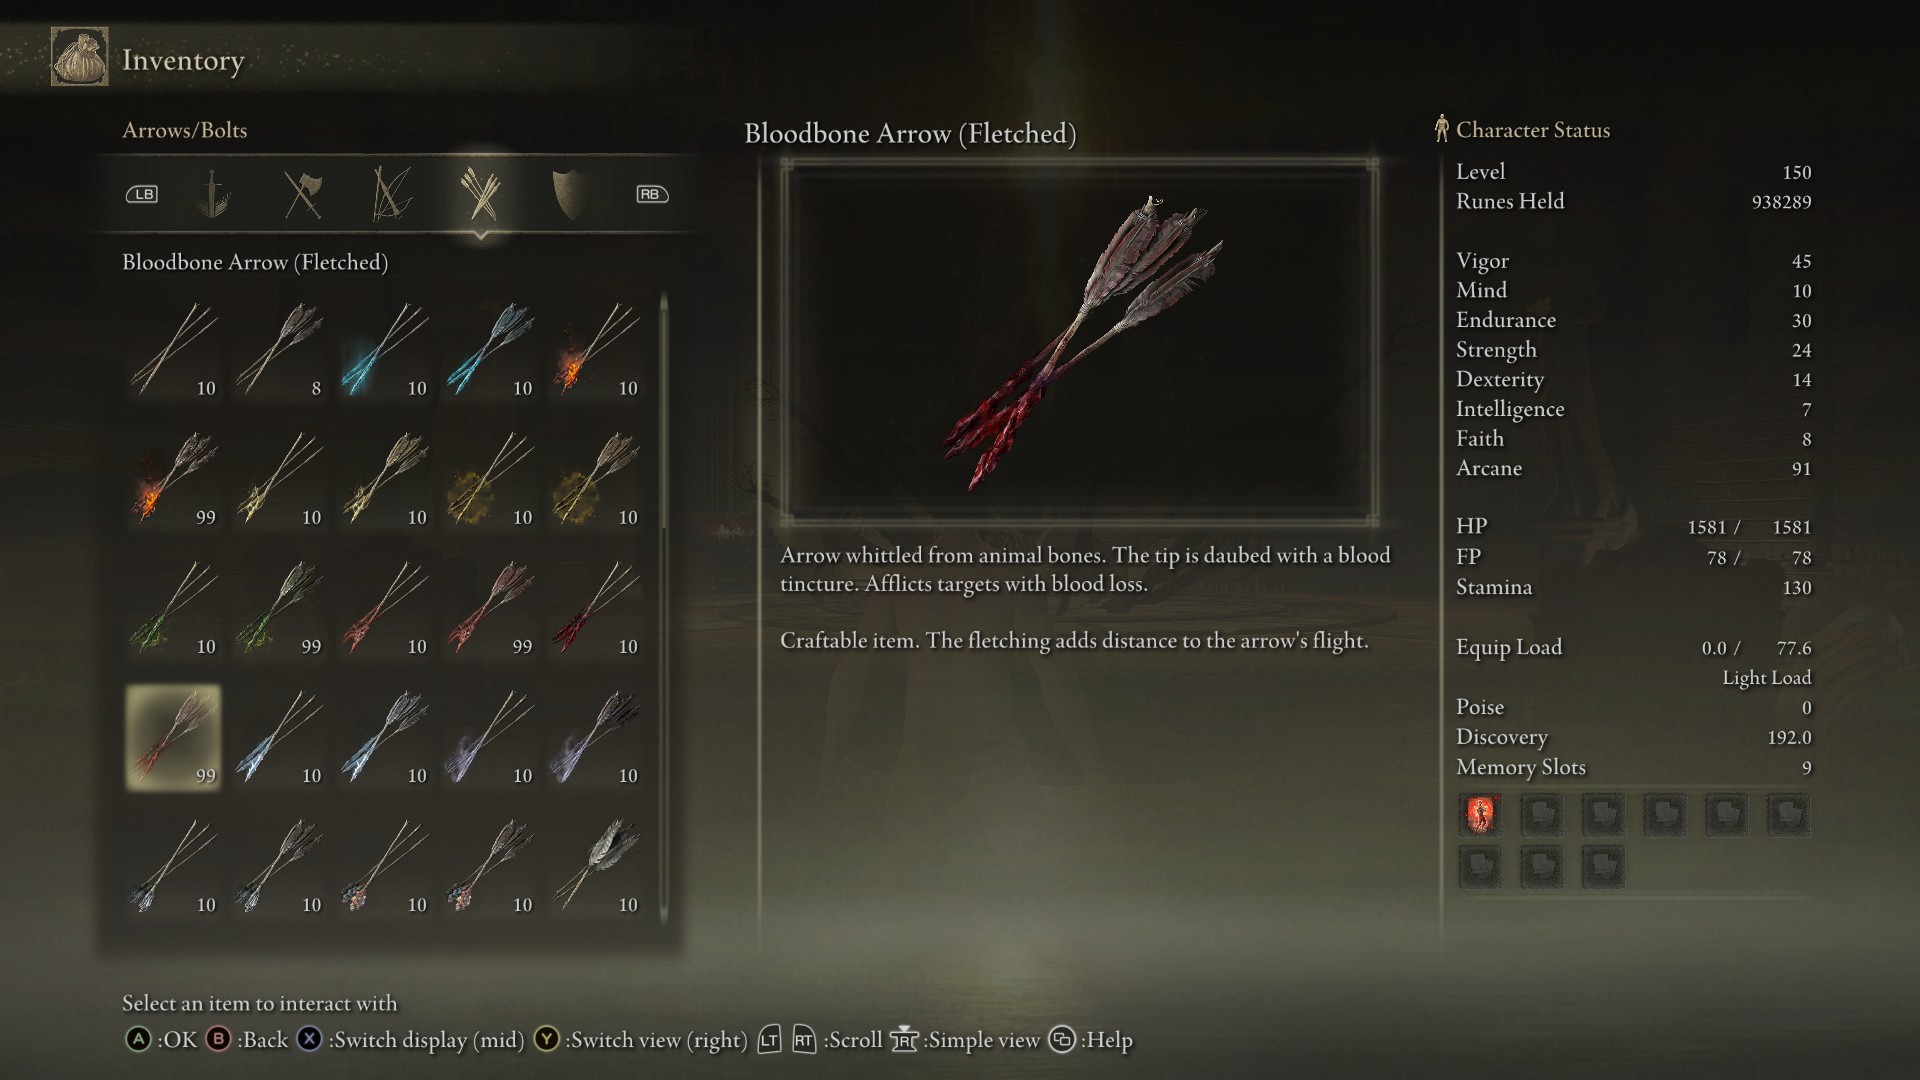 Inventory
Arrows/Bolts
LB
RB
Bloodbone Arrow (Fletched)
10 8 10 10 10
99 10 10 10 10
10 99 10 99 10
99 10 10 10 10
10 10 10 10 10
Bloodbone Arrow (Fletched)
Arrow whittled from animal bones. The tip is daubed with a blood
tincture. Afflicts targets with blood loss.
Craftable item. The fletching adds distance to the arrow's flight.
Character Status
Level 150
Runes Held 938289
Vigor 45
Mind 10
Endurance 30
Strength 24
Dexterity 14
Intelligence 7
Faith 8
Arcane 91
HP 1581 / 1581
FP 78 / 78
Stamina 130
Equip Load 0.0 / 77.6
Light Load
Poise 0
Discovery 192.0
Memory Slots 9
Select an item to interact with
A :OK B :Back X :Switch display (mid) Y :Switch view (right) LT RT :Scroll R :Simple view :Help